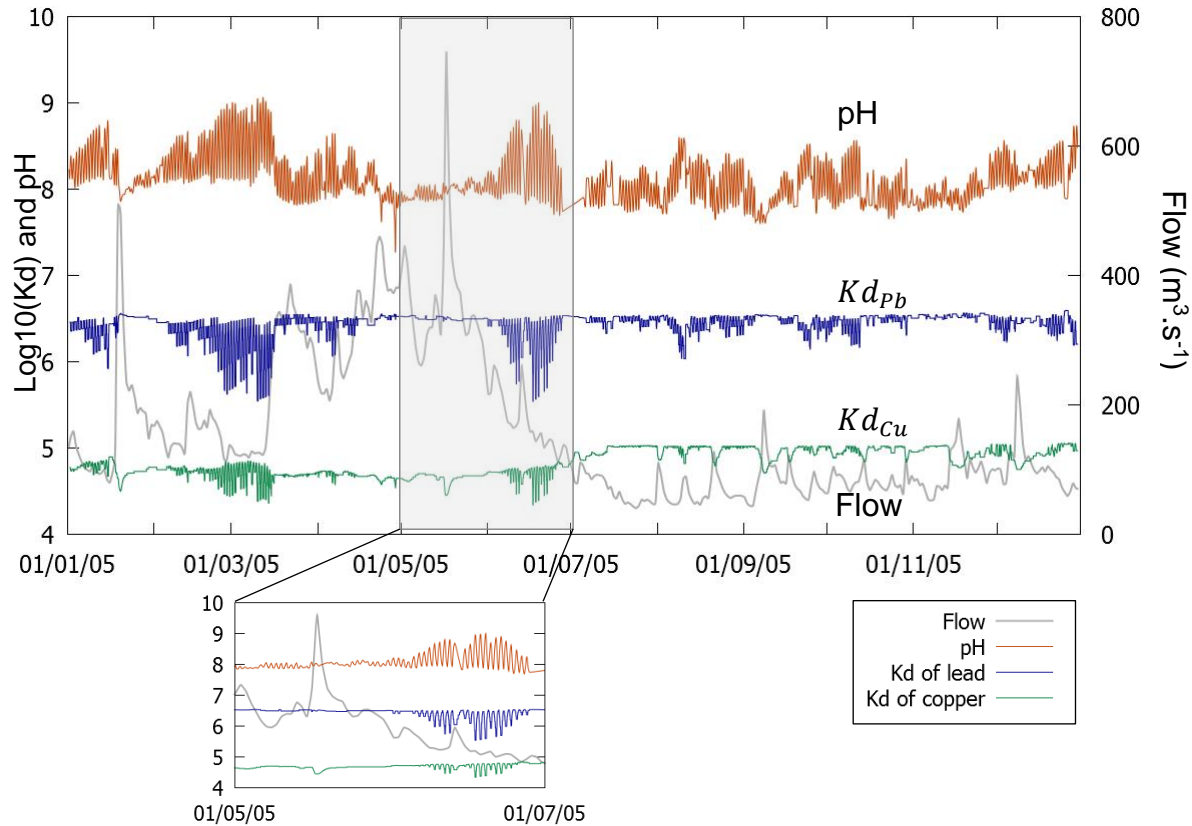 10
9
8
7
6
5
4
Log10(Kd) and pH
800
600
400
200
0
Flow (m³.s⁻¹)
pH
Kd_Pb
Kd_Cu
Flow
01/01/05 01/03/05 01/05/05 01/07/05 01/09/05 01/11/05
10
9
8
7
6
5
4
01/05/05 01/07/05
Flow
pH
Kd of lead
Kd of copper